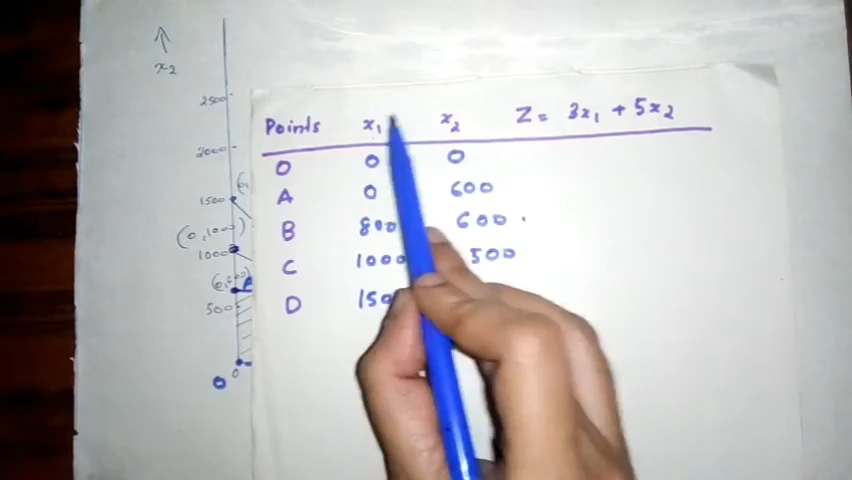 x₂
2500
2000
1500
(0,1000)
1000
500
0
O
Points x₁ x₂ Z = 3x₁ + 5x₂
O 0 0
A 0 600
B 800 600
C 1000 500
D 150